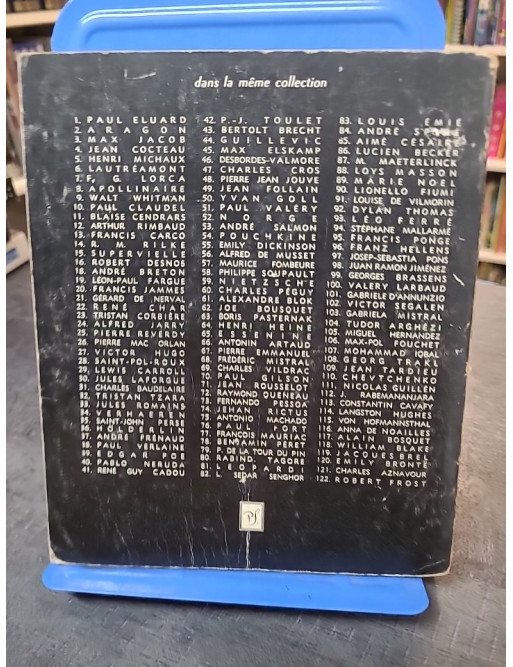 dans la même collection
1. PAUL ELUARD
2. ARAGON
3. MAX JACOB
4. JEAN COCTEAU
5. HENRI MICHAUX
6. LAUTRÉAMONT
7. F. G. LORCA
8. APOLLINAIRE
9. WALT WHITMAN
10. PAUL CLAUDEL
11. BLAISE CENDRARS
12. ARTHUR RIMBAUD
13. FRANCIS CARCO
14. R. M. RILKE
15. SUPERVIELLE
16. ROBERT DESNOS
18. ANDRÉ BRETON
19. LÉON-PAUL FARGUE
20. FRANCIS JAMMES
21. GÉRARD DE NERVAL
22. RENÉ CHAR
23. TRISTAN CORBIÈRE
24. ALFRED JARRY
25. PIERRE REVERDY
26. PIERRE MAC ORLAN
27. VICTOR HUGO
28. SAINT-POL-ROUX
29. LEWIS CARROLL
30. JULES LAFORGUE
31. CHARLES BAUDELAIRE
32. TRISTAN TZARA
33. JULES ROMAINS
34. VERHAEREN
35. SAINT-JOHN PERSE
36. HÖLDERLIN
37. ANDRÉ FRÉNAUD
38. PAUL VERLAINE
39. EDGAR POE
40. PABLO NERUDA
41. RENÉ GUY CADOU
42. P.-J. TOULET
43. BERTOLT BRECHT
44. GUILLEVIC
45. MAX ELSKAMP
46. DESBORDES-VALMORE
47. CHARLES CROS
48. PIERRE JEAN JOUVE
49. JEAN FOLLAIN
50. YVAN GOLL
51. PAUL VALÉRY
52. NORGE
53. ANDRÉ SALMON
54. POUCHKINE
55. EMILY DICKINSON
56. ALFRED DE MUSSET
57. MAURICE FOMBEURE
58. PHILIPPE SOUPAULT
59. NIETZSCHE
60. CHARLES PÉGUY
61. ALEXANDRE BLOK
62. JOE BOUSQUET
63. BORIS PASTERNAK
64. HENRI HEINE
65. ESSENINE
66. ANTONIN ARTAUD
67. PIERRE EMMANUEL
68. FRÉDÉRIC MISTRAL
69. CHARLES VILDRAC
70. PAUL GILSON
71. JEAN ROUSSELOT
72. RAYMOND QUENEAU
73. FERNANDO PESSOA
74. JEHAN RICTUS
75. ANTONIO MACHADO
76. PAUL FORT
77. FRANÇOIS MAURIAC
78. BENJAMIN PÉRET
79. P. DE LA TOUR DU PIN
80. RABIND. TAGORE
81. LEOPARDI
82. L. SÉDAR SENGHOR
83. LOUIS ÉMIÉ
84. ANDRÉ
85. AIMÉ CÉSAIRE
86. LUCIEN BECKER
87. M. MAETERLINCK
88. LOYS MASSON
89. MARIE NOËL
90. LIONELLO FIUMI
91. LOUISE DE VILMORIN
92. DYLAN THOMAS
93. LÉO FERRÉ
94. STÉPHANE MALLARMÉ
95. FRANCIS PONGE
96. FRANZ HELLENS
97. JOSEP-SEBASTIA PONS
98. JUAN RAMON JIMÉNEZ
99. GEORGES BRASSENS
100. VALERY LARBAUD
101. GABRIELE D'ANNUNZIO
102. VICTOR SEGALEN
103. GABRIELA MISTRAL
104. TUDOR ARGHEZI
105. MIGUEL HERNANDEZ
106. MAX-POL FOUCHET
107. MOHAMMAD IQBAL
108. GEORG TRAKL
109. JEAN TARDIEU
110. CHEVTCHENKO
111. NICOLAS GUILLÉN
112. J. RABEMANANJARA
113. CONSTANTIN CAVAFY
114. LANGSTON HUGHES
115. VON HOFMANNSTHAL
116. ANNA DE NOAILLES
117. ALAIN BOSQUET
118. WILLIAM BLAKE
119. JACQUES BREL
120. EMILY BRONTË
121. CHARLES AZNAVOUR
122. ROBERT FROST
PS